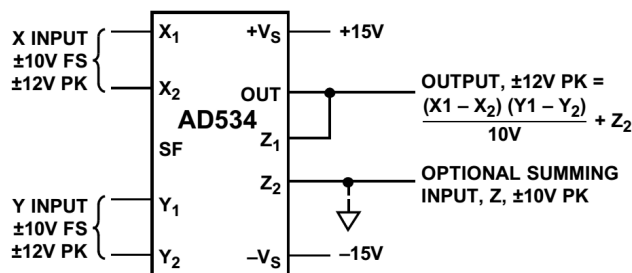 X INPUT
±10V FS
±12V PK
Y INPUT
±10V FS
±12V PK
X1
X2
SF
Y1
Y2
AD534
+VS
OUT
Z1
Z2
–VS
+15V
OUTPUT, ±12V PK =
(X1 – X2) (Y1 – Y2)
10V
+ Z2
OPTIONAL SUMMING
INPUT, Z, ±10V PK
–15V